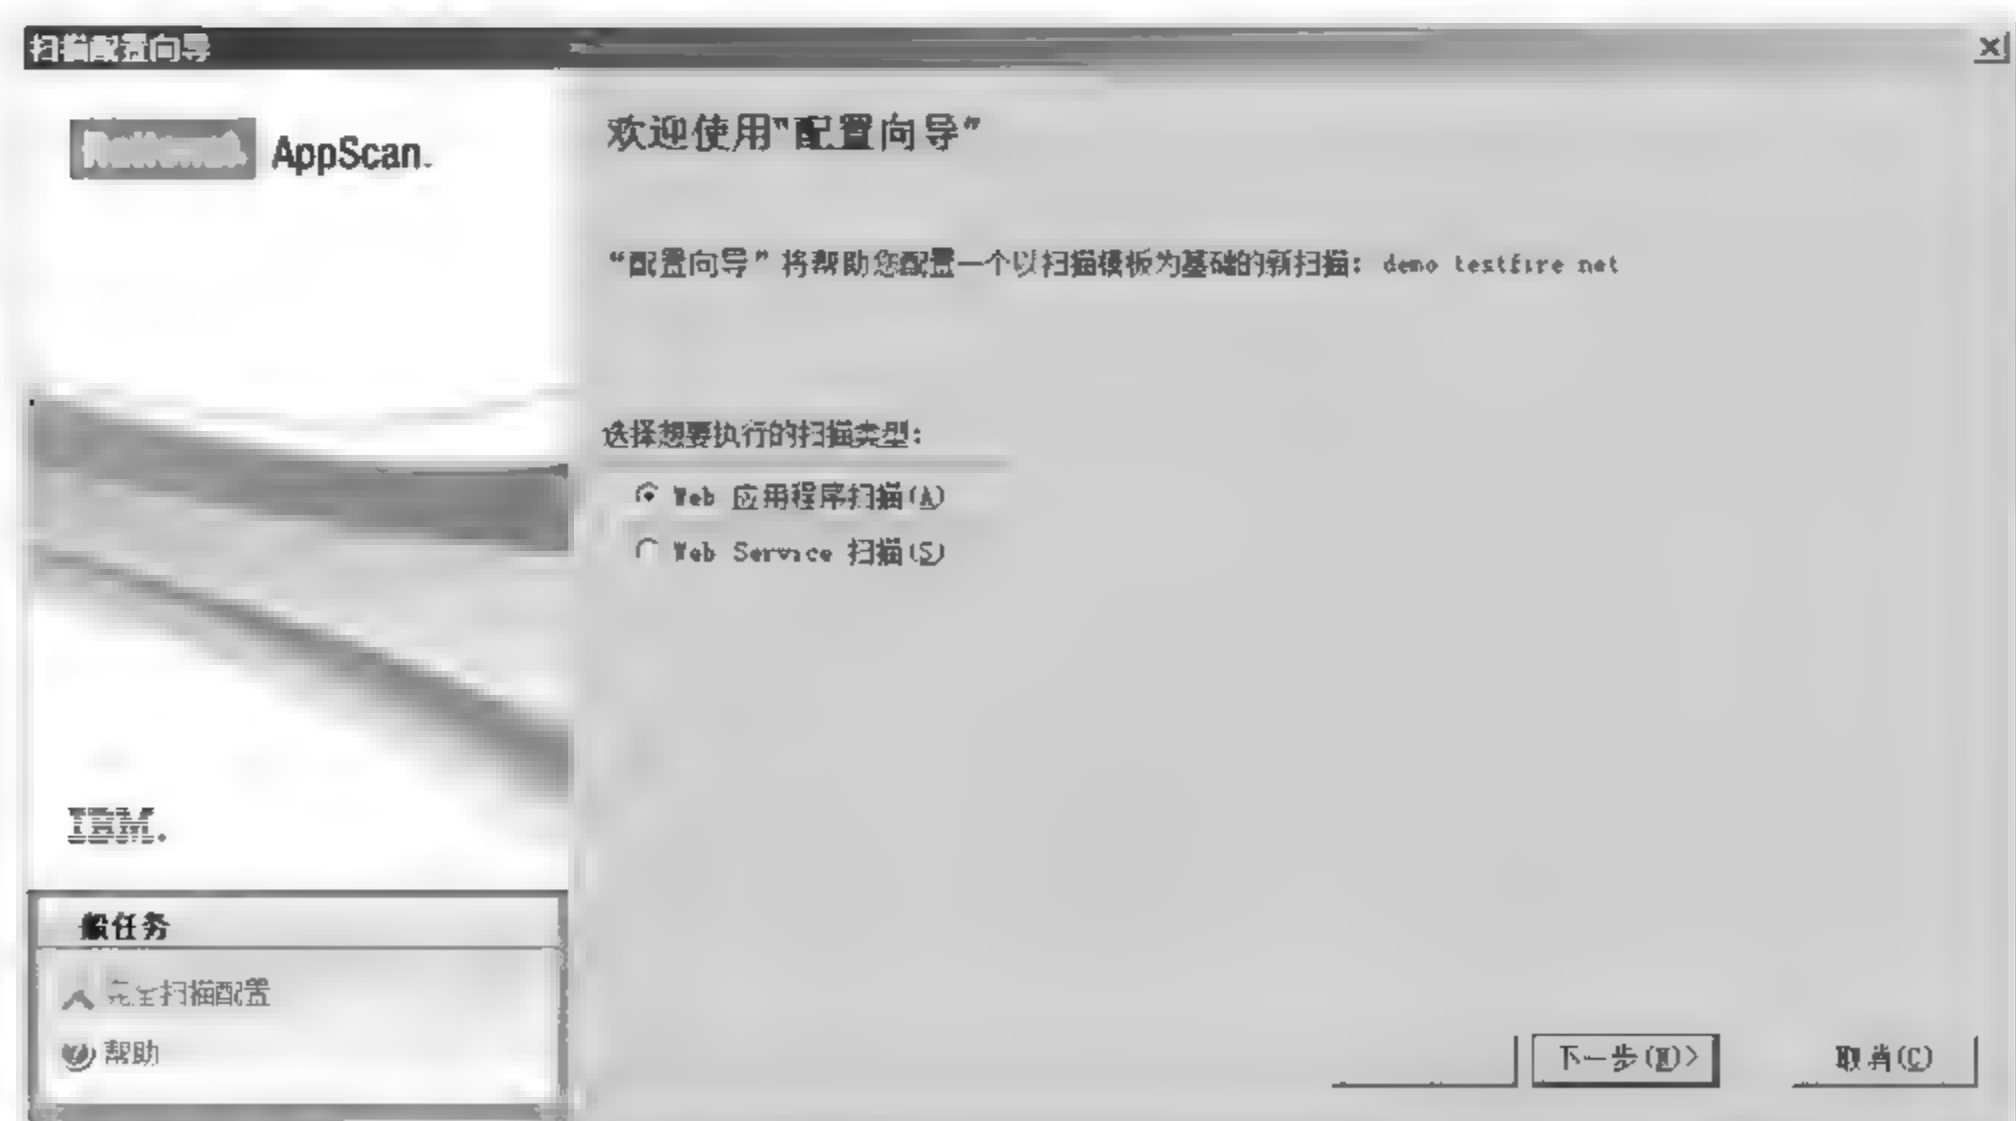 扫描配置向导
AppScan.
欢迎使用"配置向导"
“配置向导”将帮助您配置一个以扫描模板为基础的新扫描: demo testfire net
选择想要执行的扫描类型:
Web 应用程序扫描(A)
Web Service 扫描(S)
IBM.
般任务
完全扫描配置
帮助
下一步(N)>
取消(C)